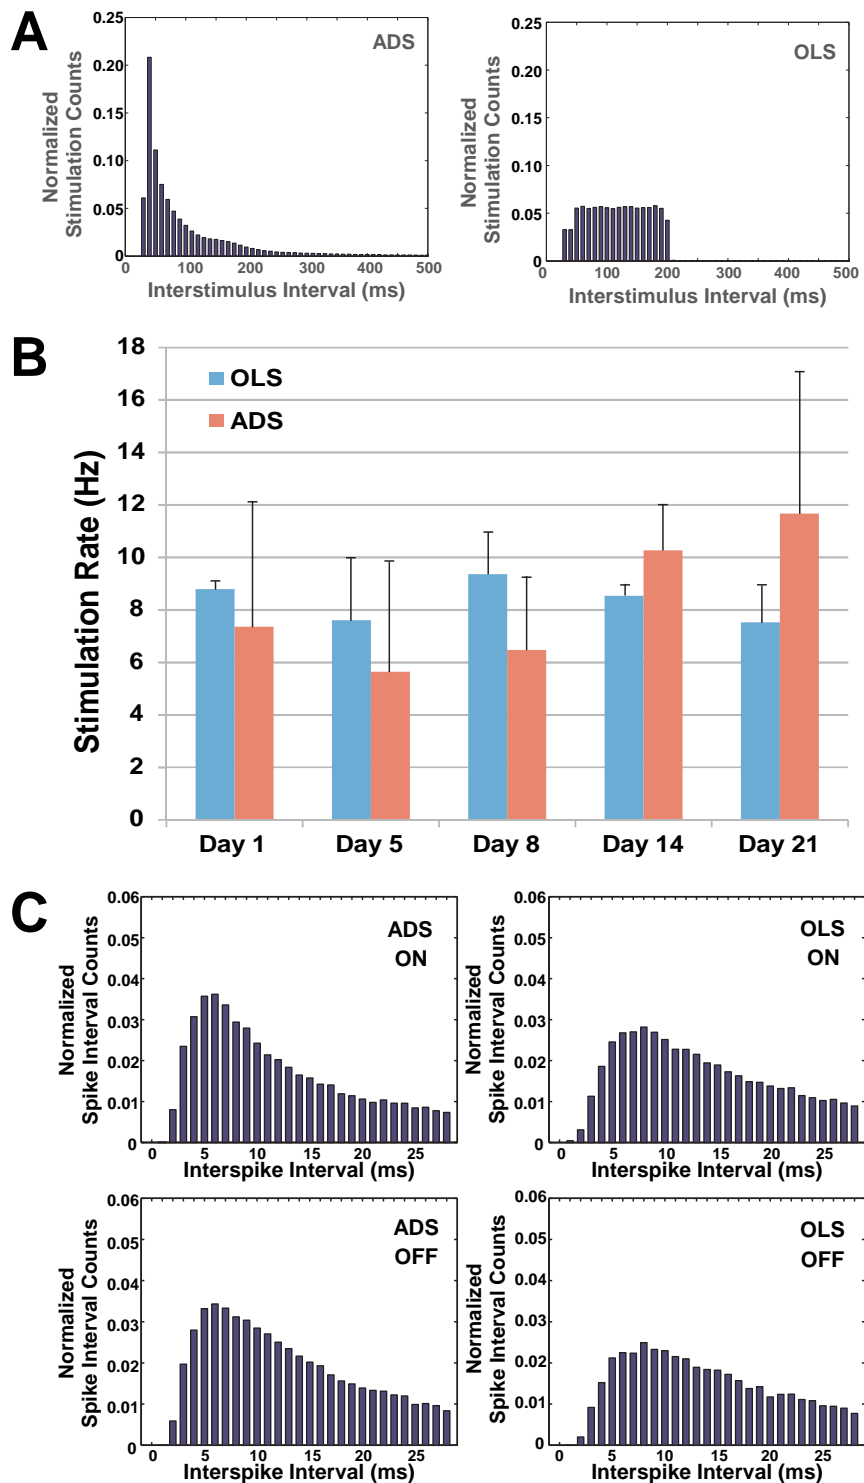 A
ADS
Normalized
Stimulation Counts
0.25
0.20
0.15
0.10
0.05
0
0 100 200 300 400 500
Interstimulus Interval (ms)
OLS
Normalized
Stimulation Counts
0.25
0.20
0.15
0.10
0.05
0
0 100 200 300 400 500
Interstimulus Interval (ms)
B
OLS
ADS
Stimulation Rate (Hz)
18
16
14
12
10
8
6
4
2
0
Day 1 Day 5 Day 8 Day 14 Day 21
C
ADS
ON
Normalized
Spike Interval Counts
0.06
0.05
0.04
0.03
0.02
0.01
0
0 5 10 15 20 25
Interspike Interval (ms)
OLS
ON
Normalized
Spike Interval Counts
0.06
0.05
0.04
0.03
0.02
0.01
0
0 5 10 15 20 25
Interspike Interval (ms)
ADS
OFF
Normalized
Spike Interval Counts
0.06
0.05
0.04
0.03
0.02
0.01
0
0 5 10 15 20 25
Interspike Interval (ms)
OLS
OFF
Normalized
Spike Interval Counts
0.06
0.05
0.04
0.03
0.02
0.01
0
0 5 10 15 20 25
Interspike Interval (ms)